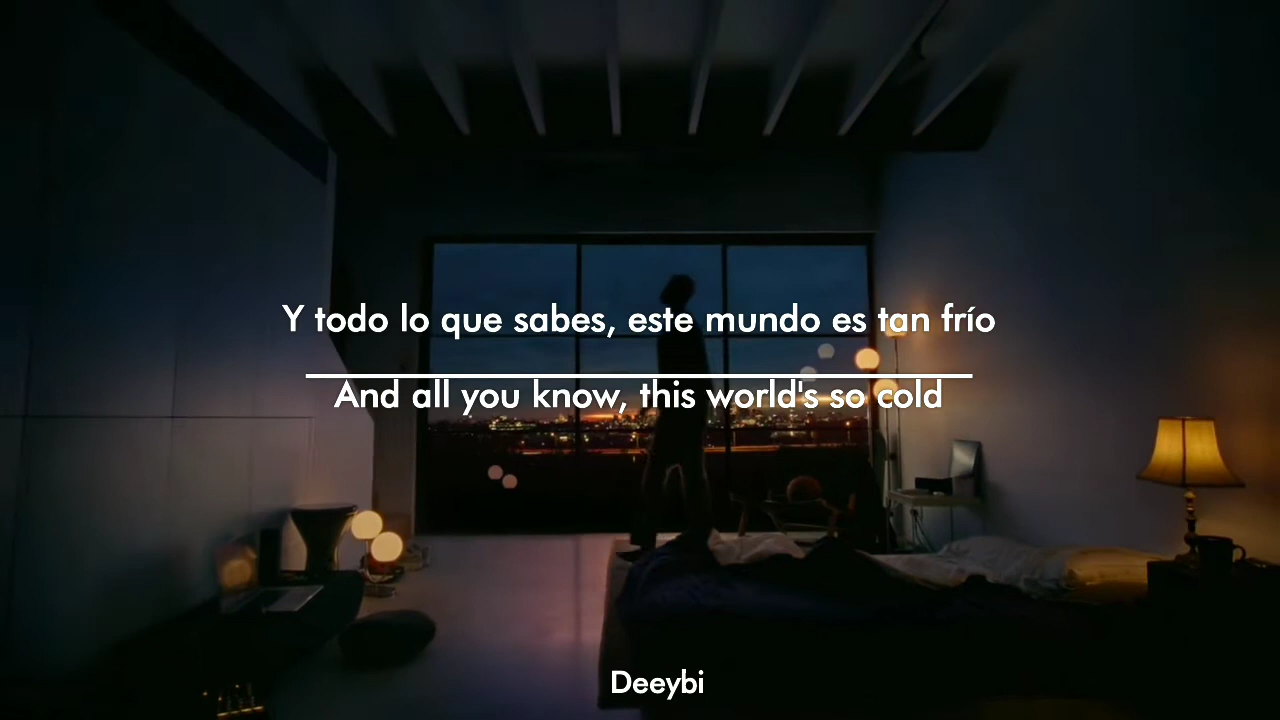 Y todo lo que sabes, este mundo es tan frío
And all you know, this world's so cold
Deeybi